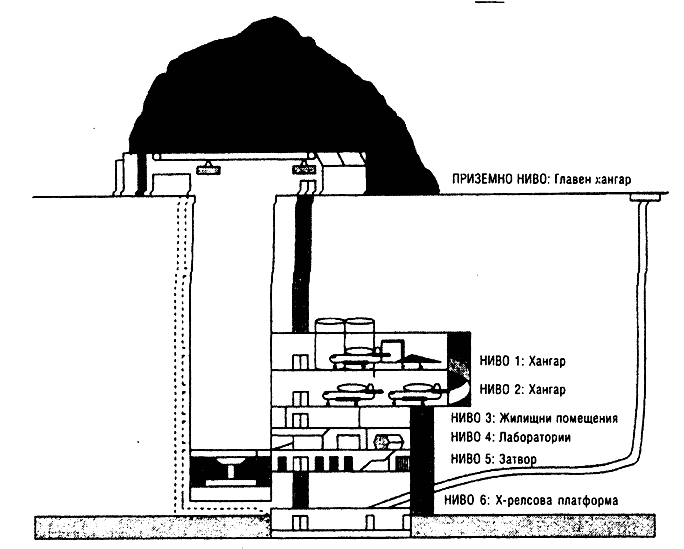 ПРИЗЕМНО НИВО: Главен хангар
НИВО 1: Хангар
НИВО 2: Хангар
НИВО 3: Жилищни помещения
НИВО 4: Лаборатории
НИВО 5: Затвор
НИВО 6: Х-релсова платформа